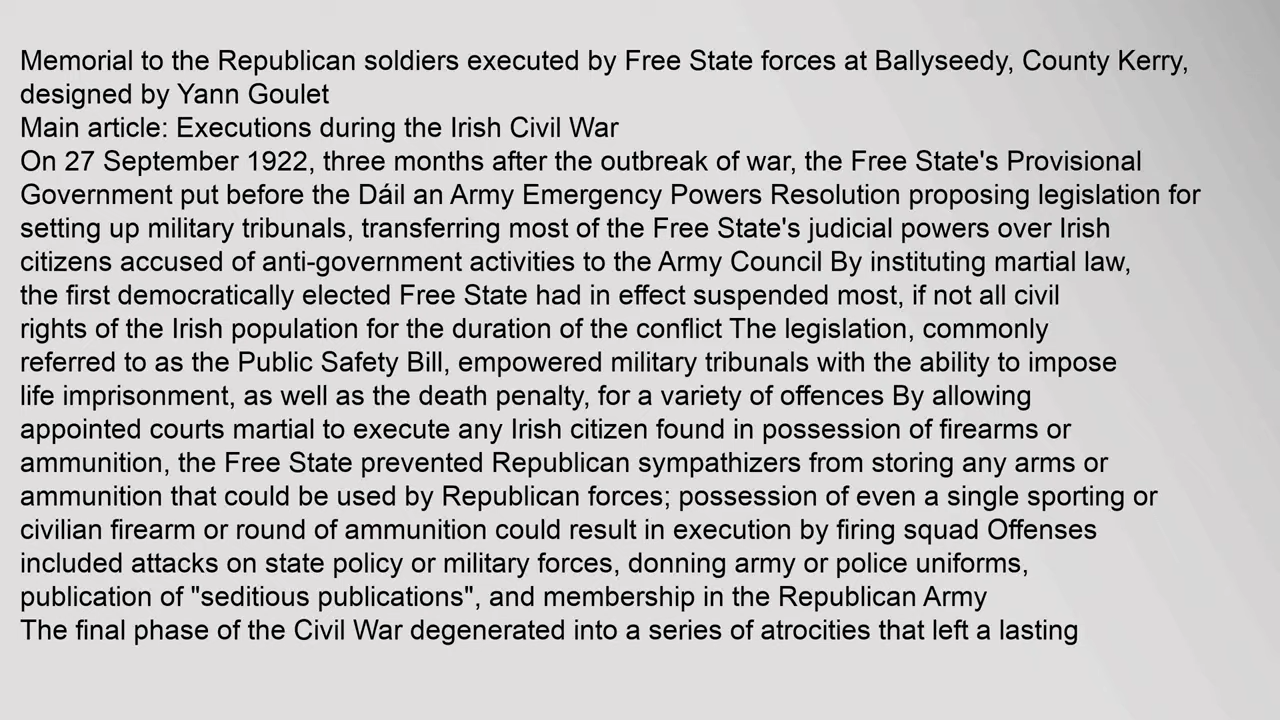 Memorial to the Republican soldiers executed by Free State forces at Ballyseedy, County Kerry,
designed by Yann Goulet
Main article: Executions during the Irish Civil War
On 27 September 1922, three months after the outbreak of war, the Free State's Provisional
Government put before the Dáil an Army Emergency Powers Resolution proposing legislation for
setting up military tribunals, transferring most of the Free State's judicial powers over Irish
citizens accused of anti-government activities to the Army Council By instituting martial law,
the first democratically elected Free State had in effect suspended most, if not all civil
rights of the Irish population for the duration of the conflict The legislation, commonly
referred to as the Public Safety Bill, empowered military tribunals with the ability to impose
life imprisonment, as well as the death penalty, for a variety of offences By allowing
appointed courts martial to execute any Irish citizen found in possession of firearms or
ammunition, the Free State prevented Republican sympathizers from storing any arms or
ammunition that could be used by Republican forces; possession of even a single sporting or
civilian firearm or round of ammunition could result in execution by firing squad Offenses
included attacks on state policy or military forces, donning army or police uniforms,
publication of "seditious publications", and membership in the Republican Army
The final phase of the Civil War degenerated into a series of atrocities that left a lasting